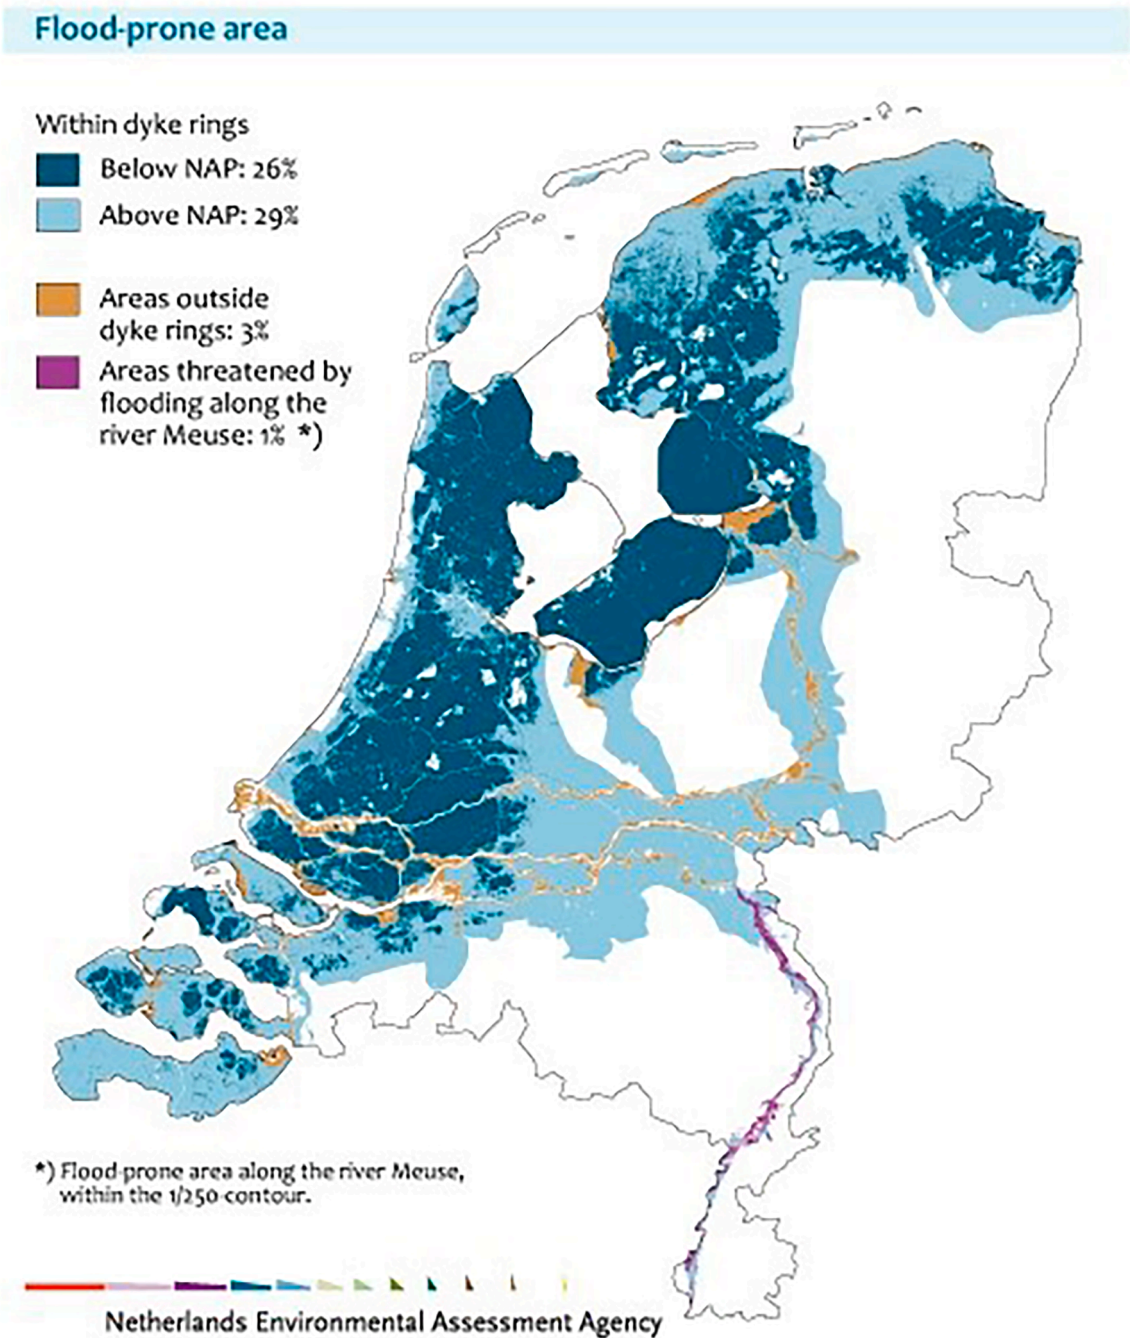 Flood-prone area
Within dyke rings
Below NAP: 26%
Above NAP: 29%
Areas outside
dyke rings: 3%
Areas threatened by
flooding along the
river Meuse: 1% *)
*) Flood-prone area along the river Meuse,
within the 1/250-contour.
Netherlands Environmental Assessment Agency